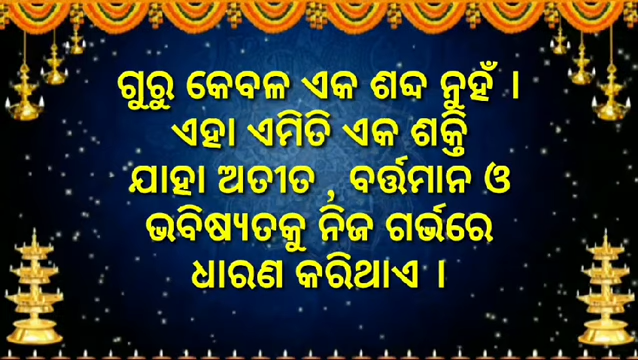 ଗୁରୁ କେବଳ ଏକ ଶବ୍ଦ ନୁହଁ ।
ଏହା ଏମିତି ଏକ ଶକ୍ତି
ଯାହା ଅତୀତ , ବର୍ତ୍ତମାନ ଓ
ଭବିଷ୍ୟତକୁ ନିଜ ଗର୍ଭରେ
ଧାରଣ କରିଥାଏ ।